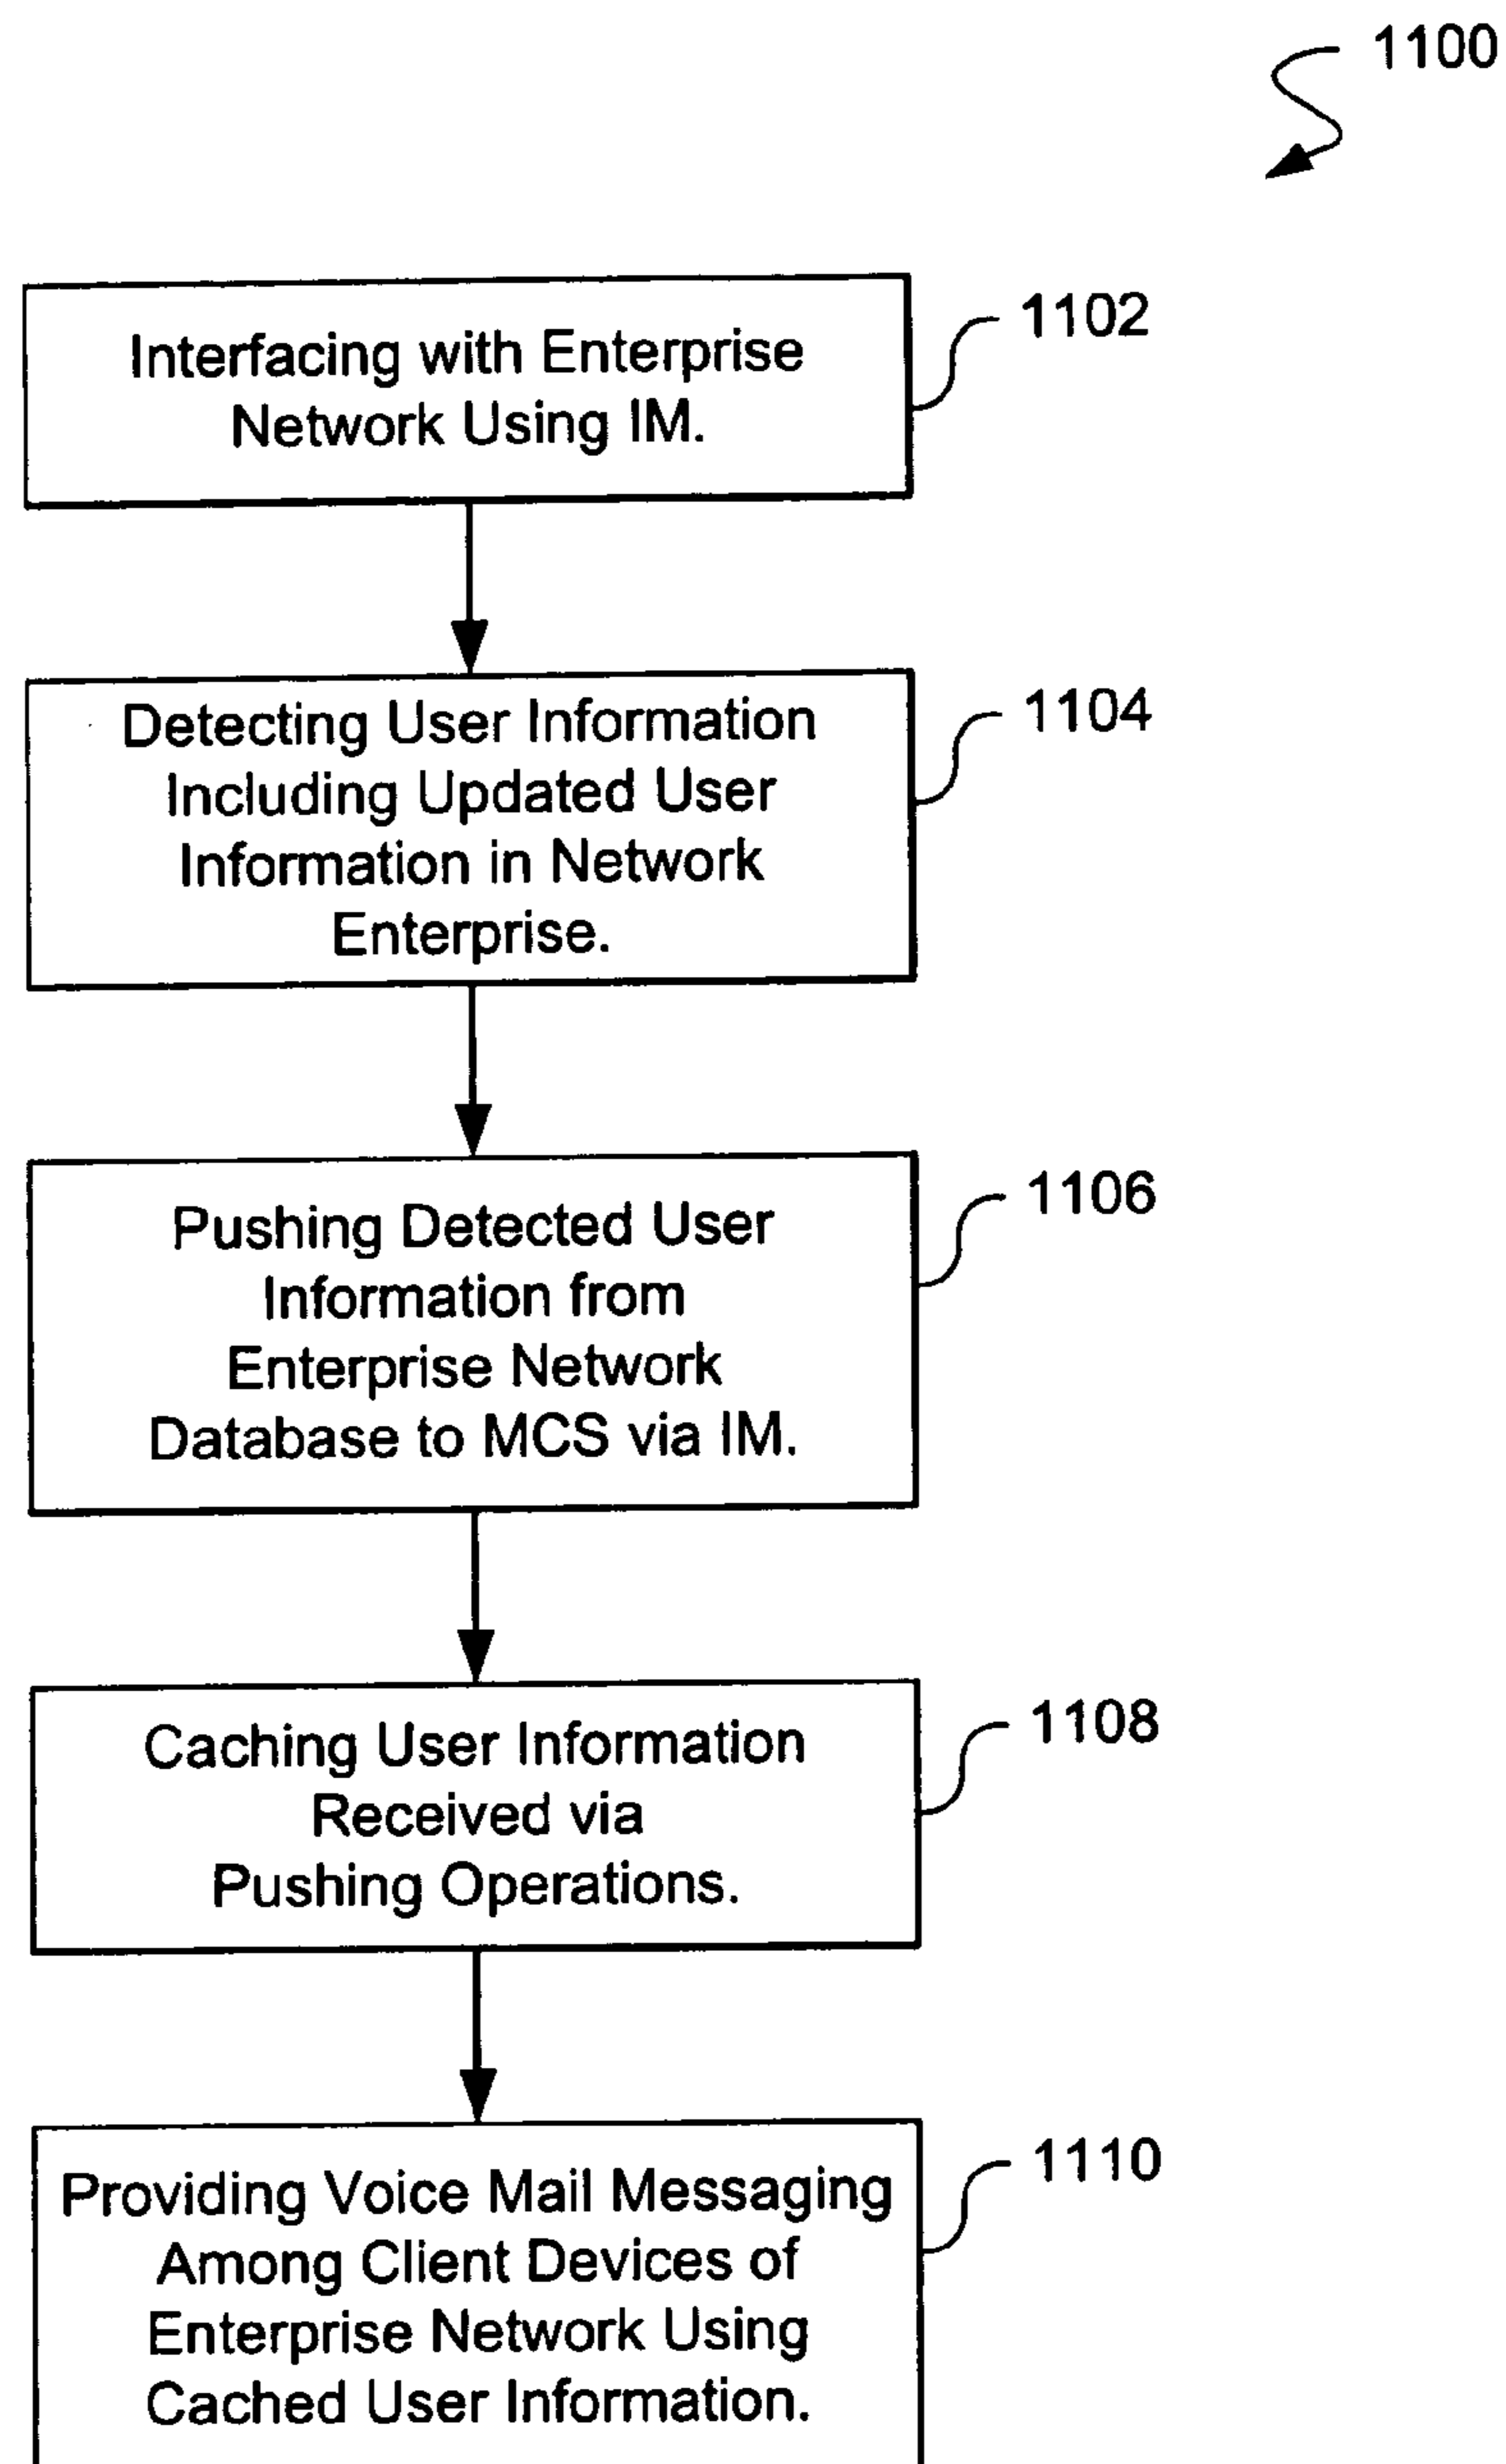 1100
Interfacing with Enterprise
Network Using IM.
1102
Detecting User Information
Including Updated User
Information in Network
Enterprise.
1104
Pushing Detected User
Information from
Enterprise Network
Database to MCS via IM.
1106
Caching User Information
Received via
Pushing Operations.
1108
Providing Voice Mail Messaging
Among Client Devices of
Enterprise Network Using
Cached User Information.
1110